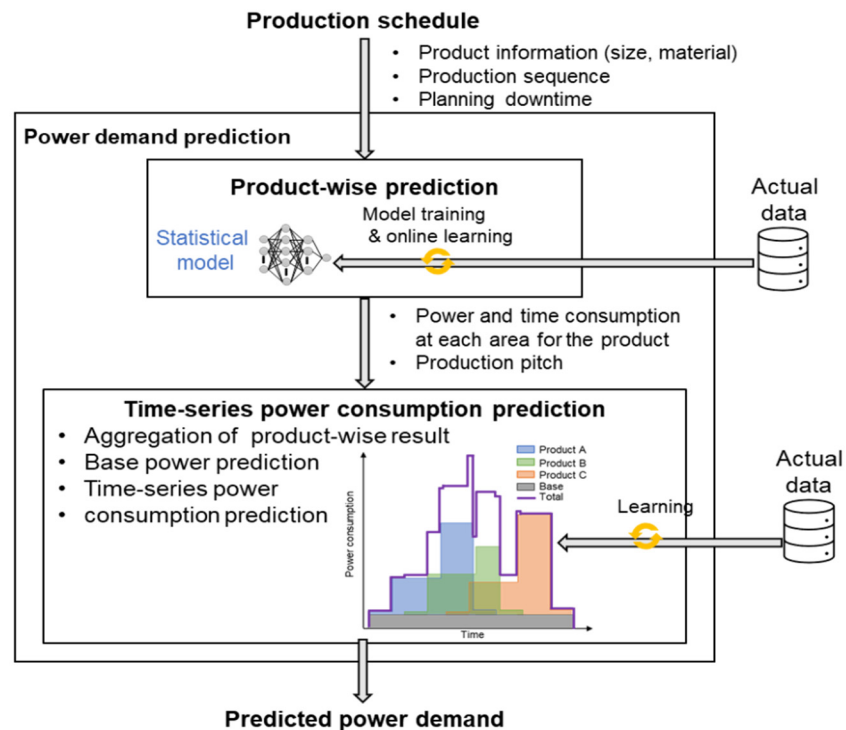 Production schedule
• Product information (size, material)
• Production sequence
• Planning downtime
Power demand prediction
Product-wise prediction
Statistical
model
Model training
& online learning
Actual
data
• Power and time consumption
at each area for the product
• Production pitch
Time-series power consumption prediction
• Aggregation of product-wise result
• Base power prediction
• Time-series power
• consumption prediction
Product A
Product B
Product C
Base
Total
Power consumption
Time
Learning
Actual
data
Predicted power demand